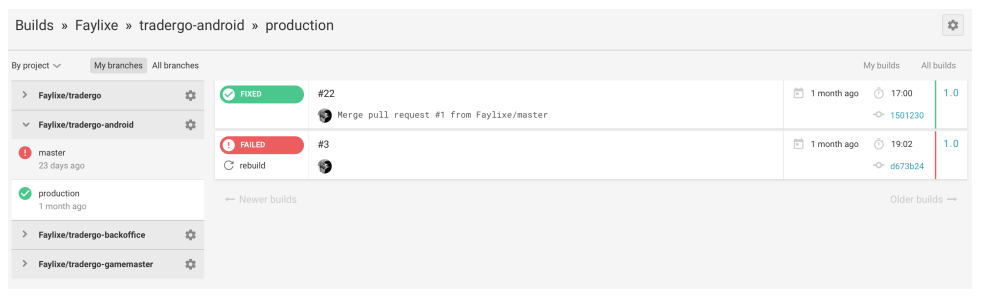 Builds » Faylixe » tradergo-android » production
By project My branches All branches My builds All builds
Faylixe/tradergo
Faylixe/tradergo-android
master
23 days ago
production
1 month ago
Faylixe/tradergo-backoffice
Faylixe/tradergo-gamemaster
FIXED #22 1 month ago 17:00 1.0
Merge pull request #1 from Faylixe/master 1501230
FAILED #3 1 month ago 19:02 1.0
rebuild d673b24
← Newer builds Older builds →